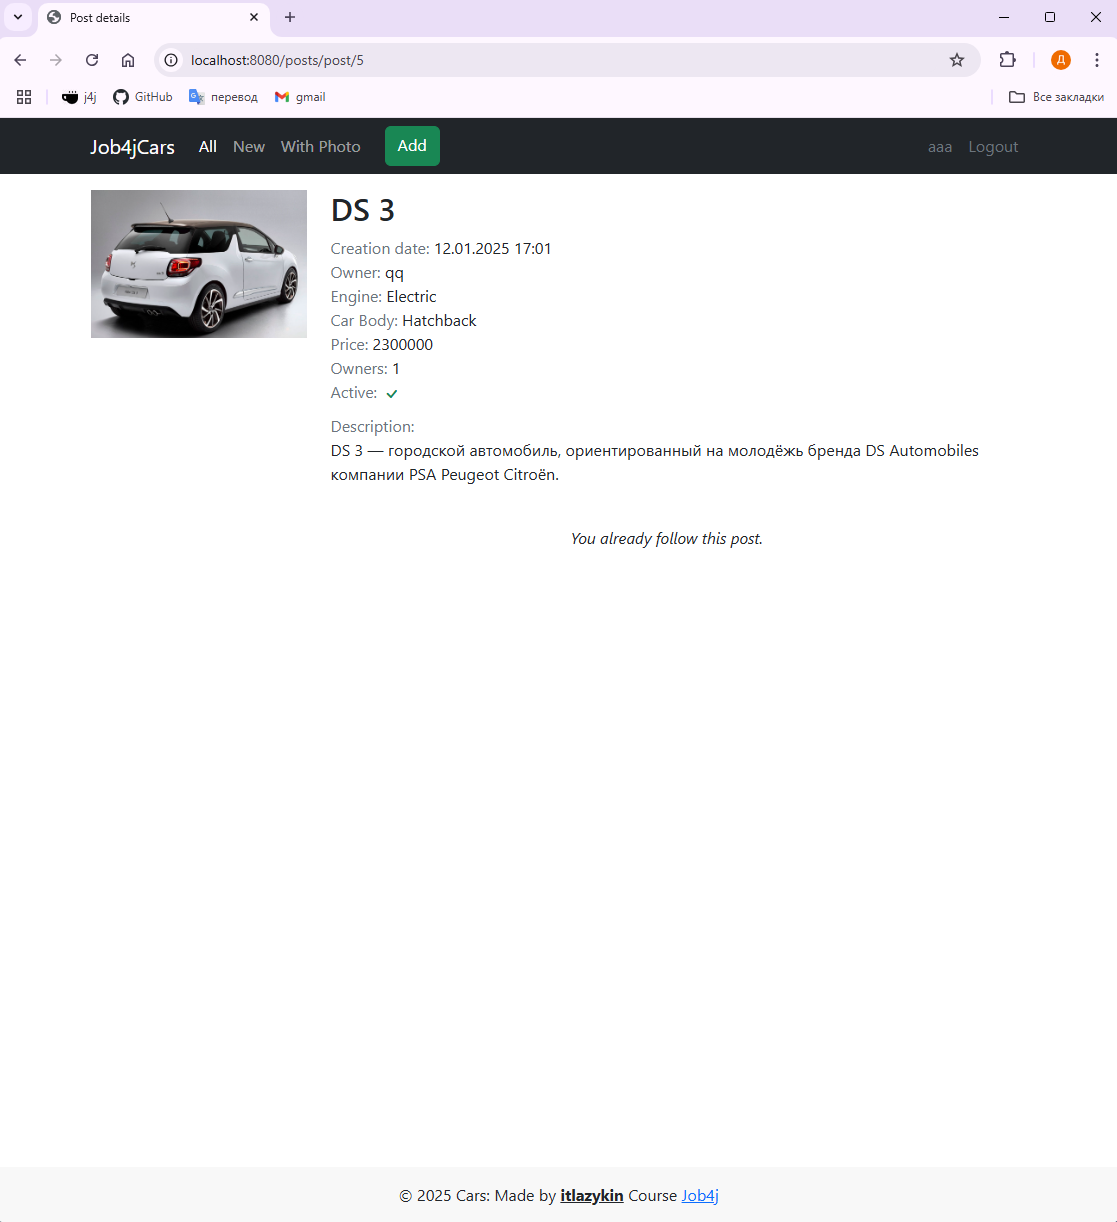 Post details
localhost:8080/posts/post/5
j4j GitHub перевод gmail Все закладки
Д
Job4jCars All New With Photo Add aaa Logout
DS 3
Creation date: 12.01.2025 17:01
Owner: qq
Engine: Electric
Car Body: Hatchback
Price: 2300000
Owners: 1
Active:
Description:
DS 3 — городской автомобиль, ориентированный на молодёжь бренда DS Automobiles
компании PSA Peugeot Citroën.
You already follow this post.
© 2025 Cars: Made by itlazykin Course Job4j